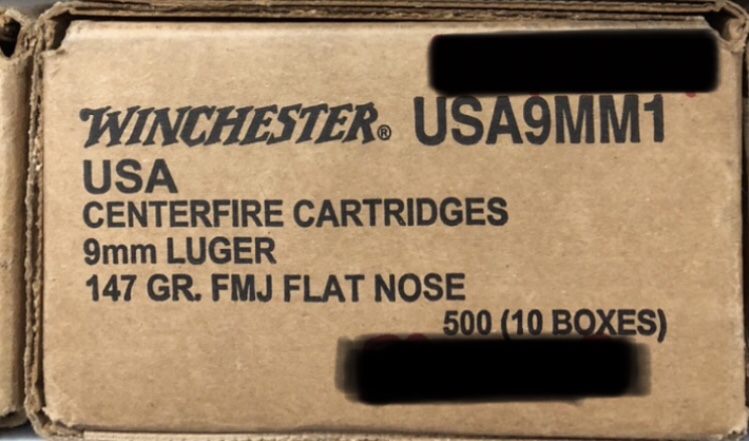 WINCHESTER® USA9MM1
USA
CENTERFIRE CARTRIDGES
9mm LUGER
147 GR. FMJ FLAT NOSE
500 (10 BOXES)